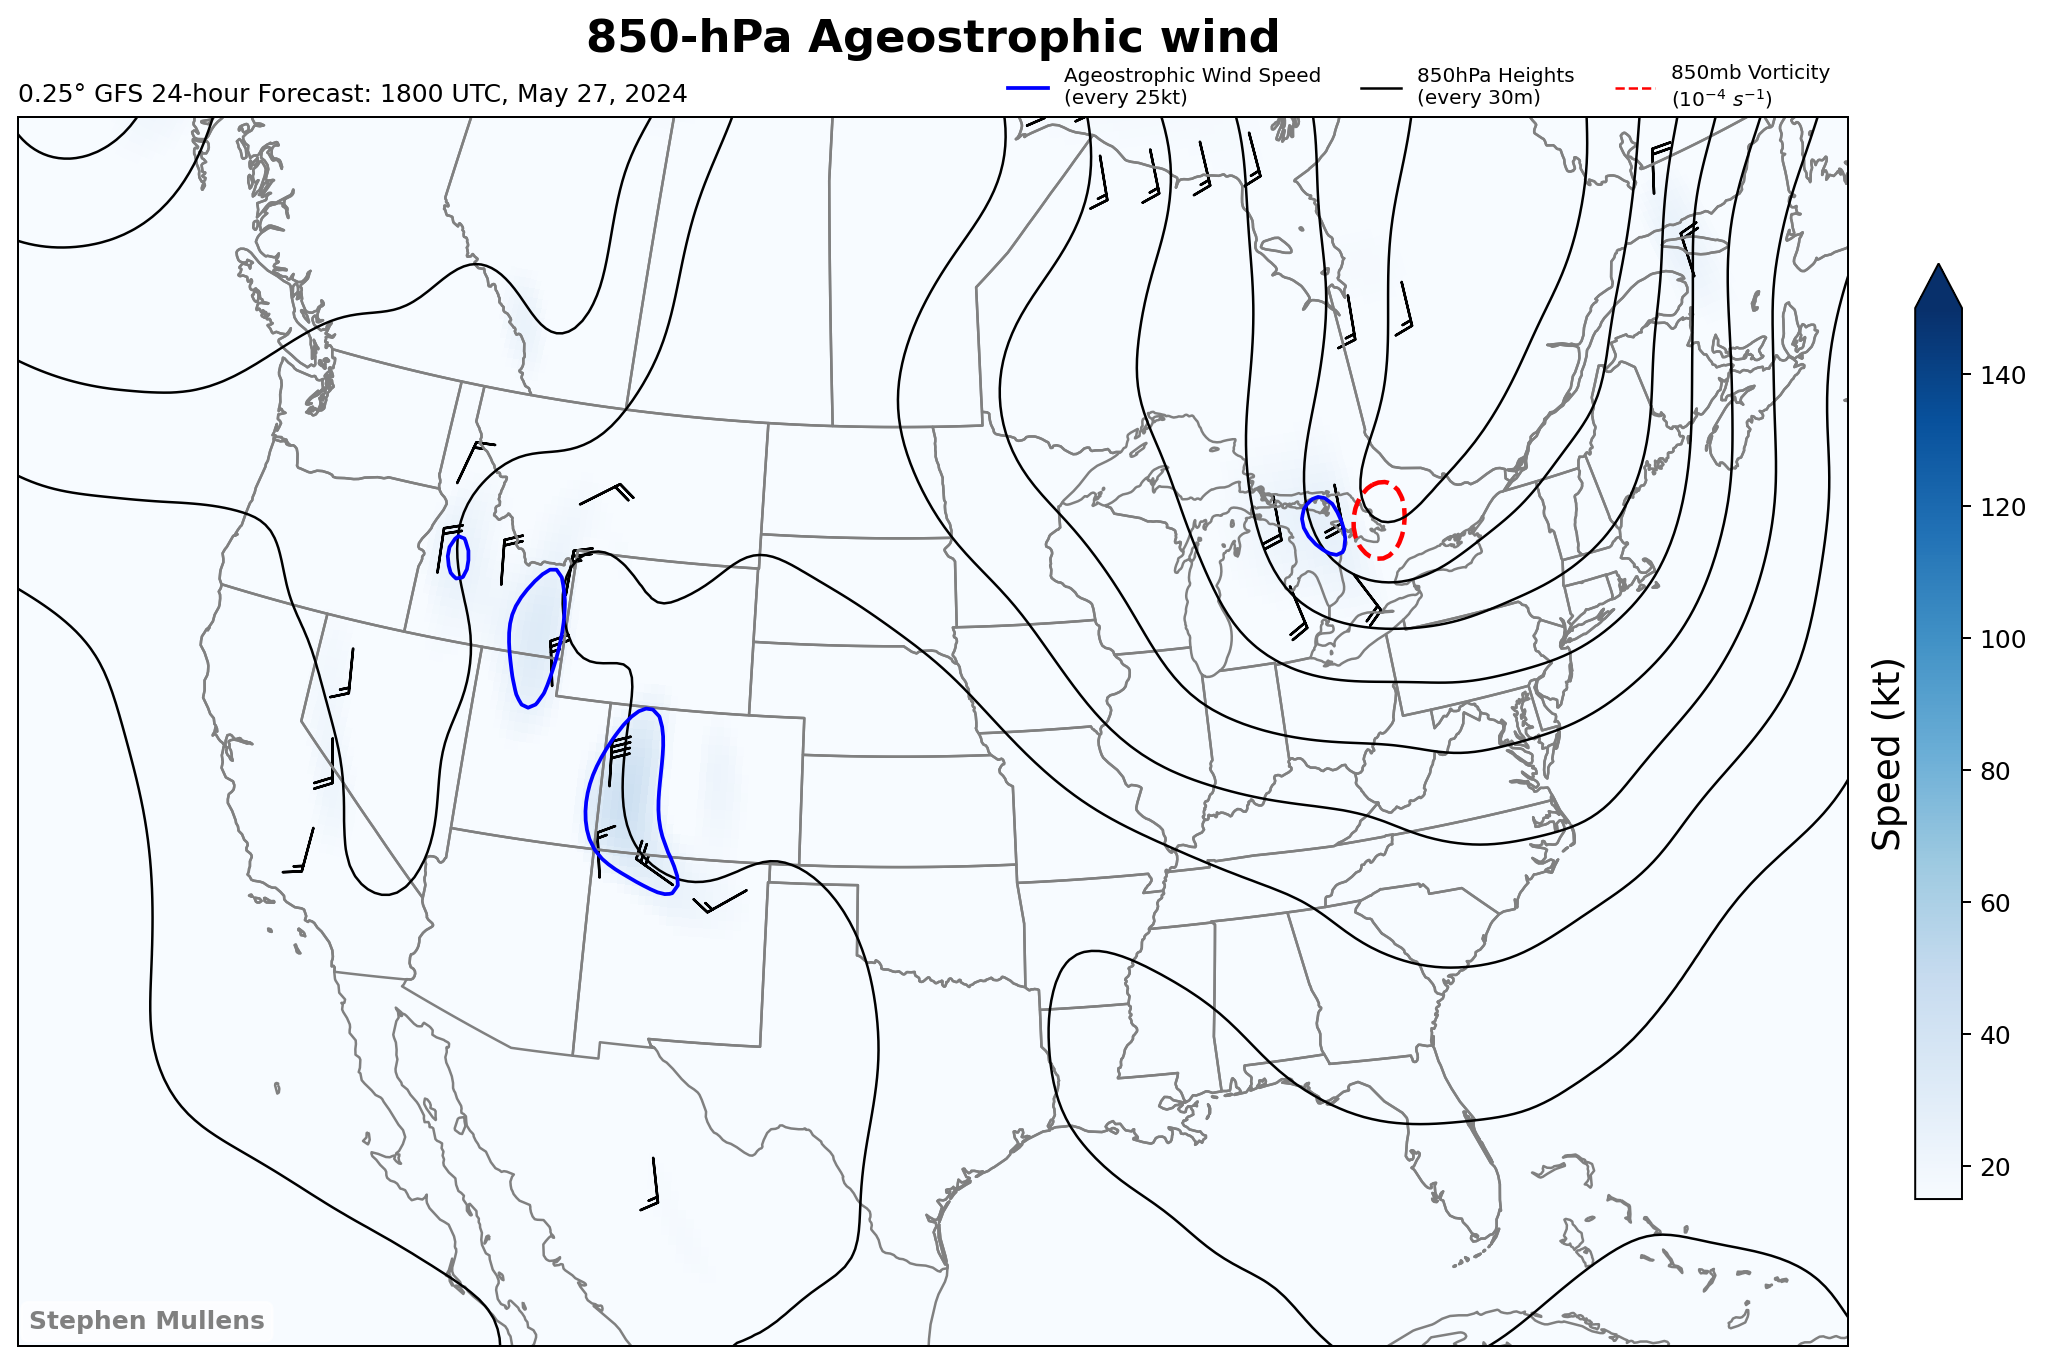 850-hPa Ageostrophic wind
0.25° GFS 24-hour Forecast: 1800 UTC, May 27, 2024
Ageostrophic Wind Speed
(every 25kt)
850hPa Heights
(every 30m)
850mb Vorticity
(10⁻⁴ s⁻¹)
140
120
100
80
60
40
20
Speed (kt)
Stephen Mullens